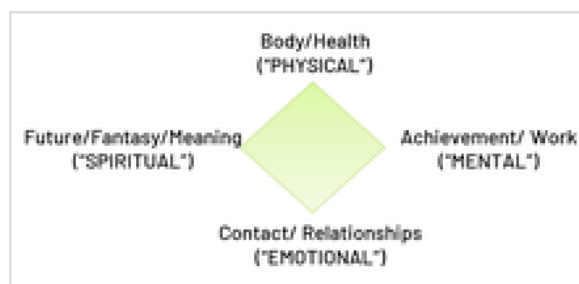 Body/Health
("PHYSICAL")
Future/Fantasy/Meaning
("SPIRITUAL")
Achievement/ Work
("MENTAL")
Contact/ Relationships
("EMOTIONAL")